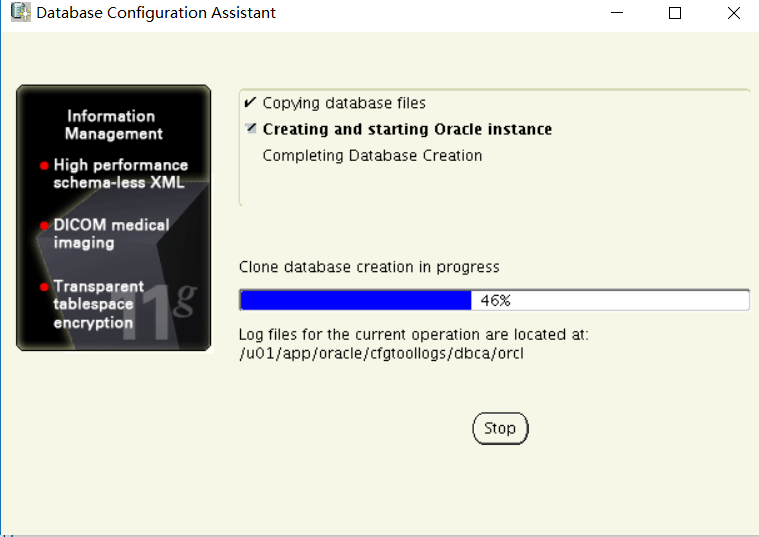 Database Configuration Assistant
Information
Management
High performance
schema-less XML
DICOM medical
imaging
Transparent
tablespace
encryption
11g
Copying database files
Creating and starting Oracle instance
Completing Database Creation
Clone database creation in progress
46%
Log files for the current operation are located at:
/u01/app/oracle/cfgtoollogs/dbca/orcl
Stop